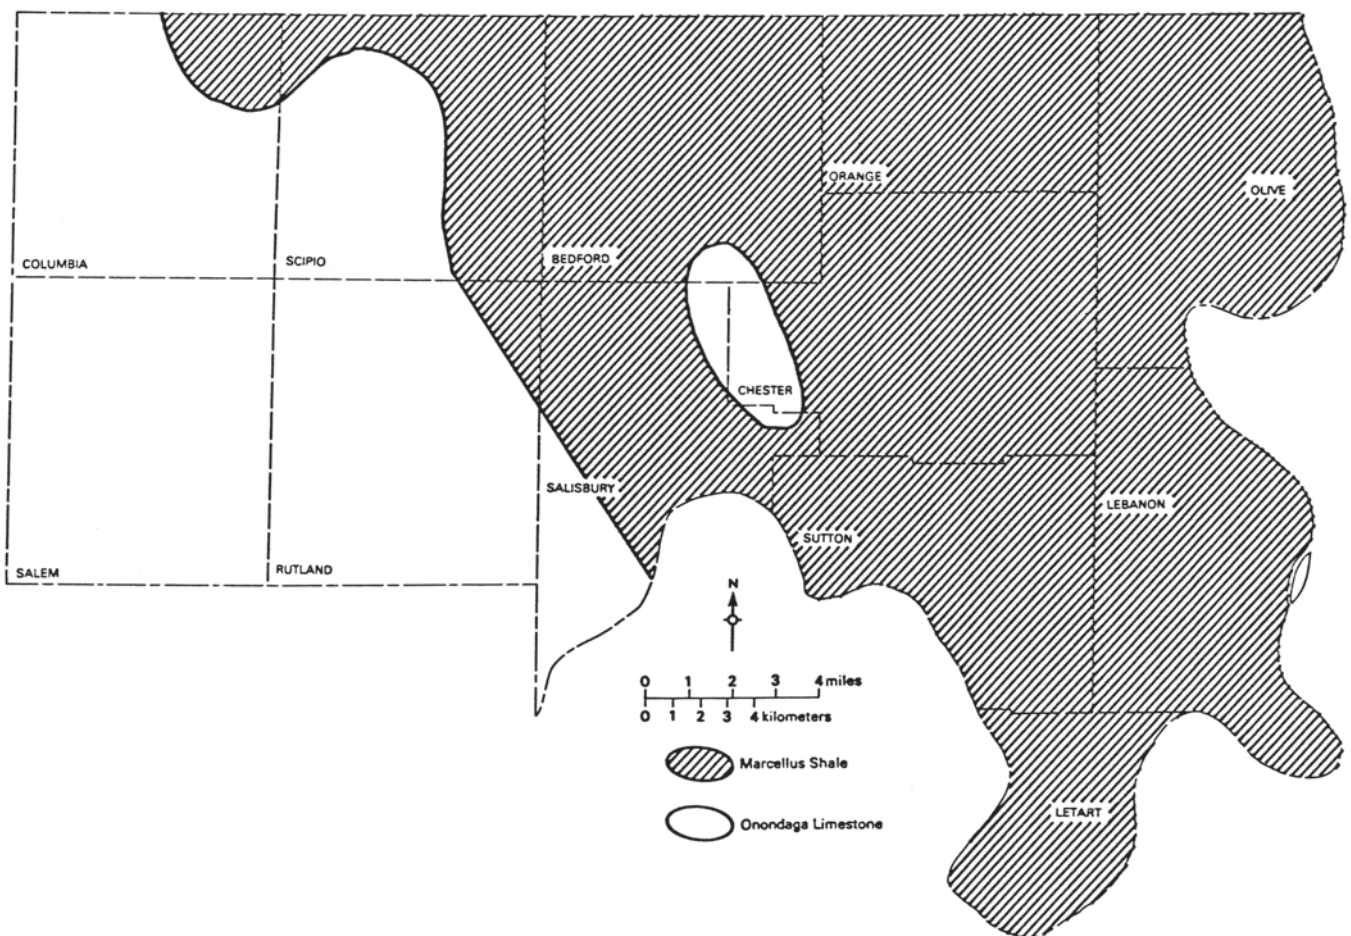 ORANGE
OLIVE
COLUMBIA
SCIPIO
BEDFORD
CHESTER
SALISBURY
LEBANON
SUTTON
SALEM
RUTLAND
N
0 1 2 3 4 miles
0 1 2 3 4 kilometers
Marcellus Shale
LETART
Onondaga Limestone